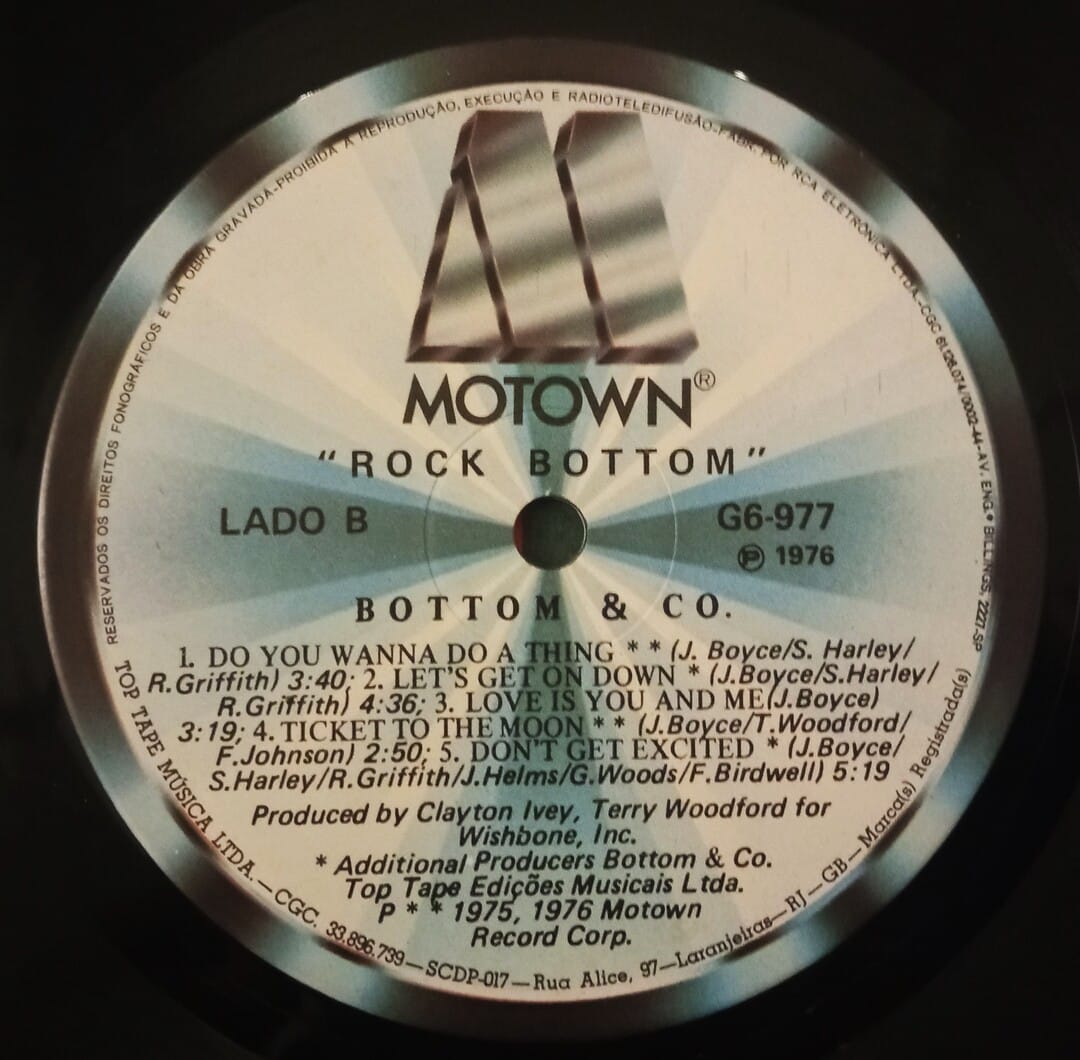 RESERVADOS OS DIREITOS FONOGRÁFICOS E DA OBRA GRAVADA-PROIBIDA A REPRODUÇÃO, EXECUÇÃO E RADIOTELEDIFUSÃO-FABR. POR RCA ELETRÔNICA LTDA.-CGC 61.126.074/0002-44-AV. ENG.º BILLINGS, 2227-SP
MOTOWN®
"ROCK BOTTOM"
LADO B
G6-977
Ⓟ 1976
BOTTOM & CO.
1. DO YOU WANNA DO A THING * * (J. Boyce/S. Harley/
R.Griffith) 3:40; 2. LET'S GET ON DOWN * (J.Boyce/S.Harley/
R.Griffith) 4:36; 3. LOVE IS YOU AND ME(J.Boyce)
3:19; 4. TICKET TO THE MOON * * (J.Boyce/T.Woodford/
F.Johnson) 2:50; 5. DON'T GET EXCITED * (J.Boyce/
S.Harley/R.Griffith/J.Helms/G.Woods/F.Birdwell) 5:19
Produced by Clayton Ivey, Terry Woodford for
Wishbone, Inc.
* Additional Producers Bottom & Co.
Top Tape Edições Musicais Ltda.
P * * 1975, 1976 Motown
Record Corp.
TOP TAPE MÚSICA LTDA. — CGC. 33.896.739 — SCDP-017 — Rua Alice, 97 — Laranjeiras — RJ — GB — Marca(s) Registrada(s)